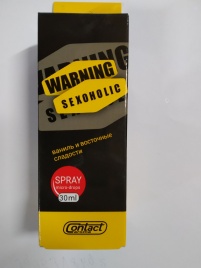 WARNING
SEXOHOLIC
ваниль и восточные
сладости
SPRAY
30ml
Contact